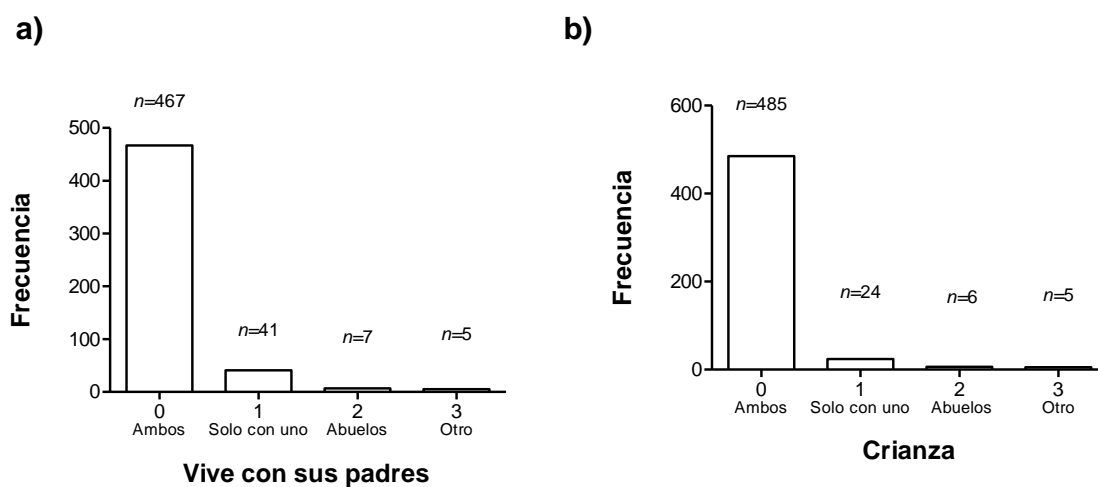 a)
n=467
500
400
300
200
100
0
Frecuencia
n=41
n=7
n=5
0 1 2 3
Ambos Solo con uno Abuelos Otro
Vive con sus padres
b)
n=485
600
400
200
0
Frecuencia
n=24
n=6
n=5
0 1 2 3
Ambos Solo con uno Abuelos Otro
Crianza